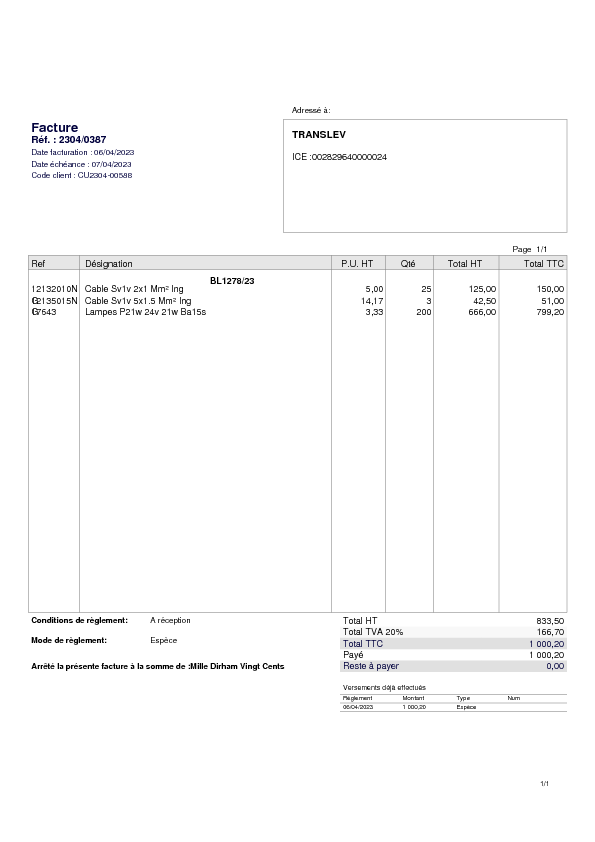 Adressé à:
Facture
Réf. : 2304/0387
Date facturation : 06/04/2023
Date échéance : 07/04/2023
Code client : CU2304-00588
TRANSLEV
ICE :002829640000024
Page 1/1
Ref Désignation P.U. HT Qté Total HT Total TTC
BL1278/23
12132010N Cable Sv1v 2x1 Mm² Ing 5,00 25 125,00 150,00
G
12135015N Cable Sv1v 5x1.5 Mm² Ing 14,17 3 42,50 51,00
G
67643 Lampes P21w 24v 21w Ba15s 3,33 200 666,00 799,20
Conditions de règlement: A réception
Mode de règlement: Espèce
Arrêté la présente facture à la somme de :Mille Dirham Vingt Cents
Total HT 833,50
Total TVA 20% 166,70
Total TTC 1 000,20
Payé 1 000,20
Reste à payer 0,00
Versements déjà effectués
Règlement Montant Type Num
06/04/2023 1 000,20 Espèce
1/1